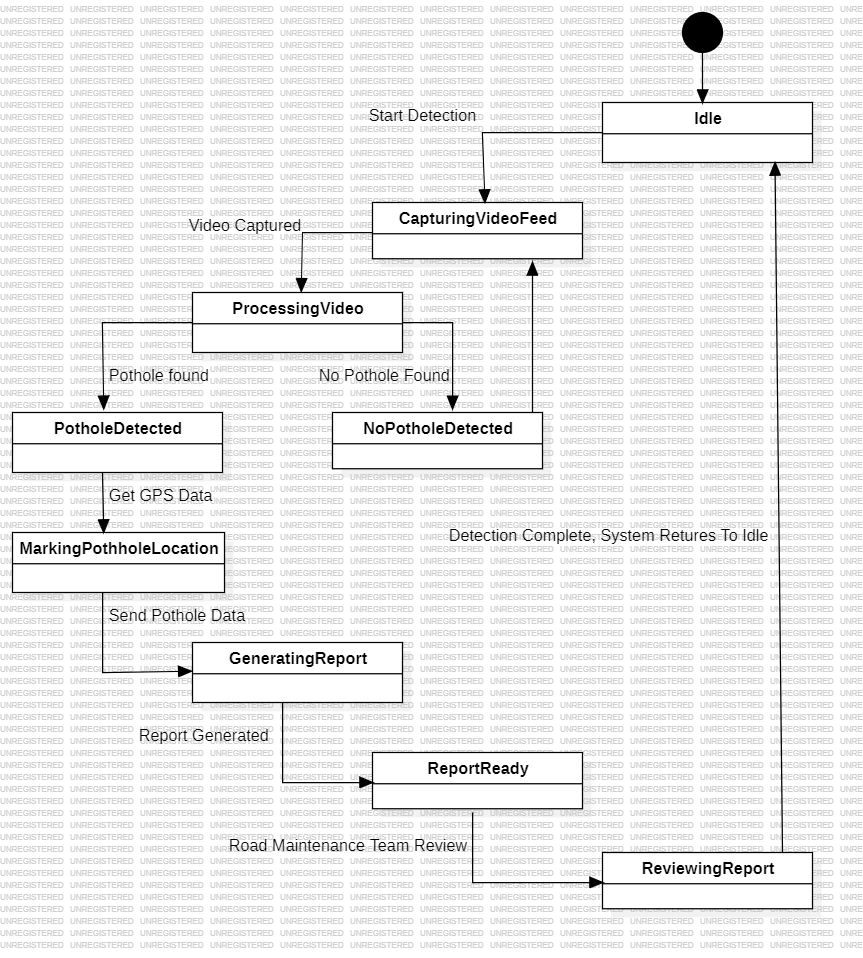 Idle
Start Detection
CapturingVideoFeed
Video Captured
ProcessingVideo
Pothole found
No Pothole Found
PotholeDetected
NoPotholeDetected
Get GPS Data
Detection Complete, System Retures To Idle
MarkingPothholeLocation
Send Pothole Data
GeneratingReport
Report Generated
ReportReady
Road Maintenance Team Review
ReviewingReport
UNREGISTERED